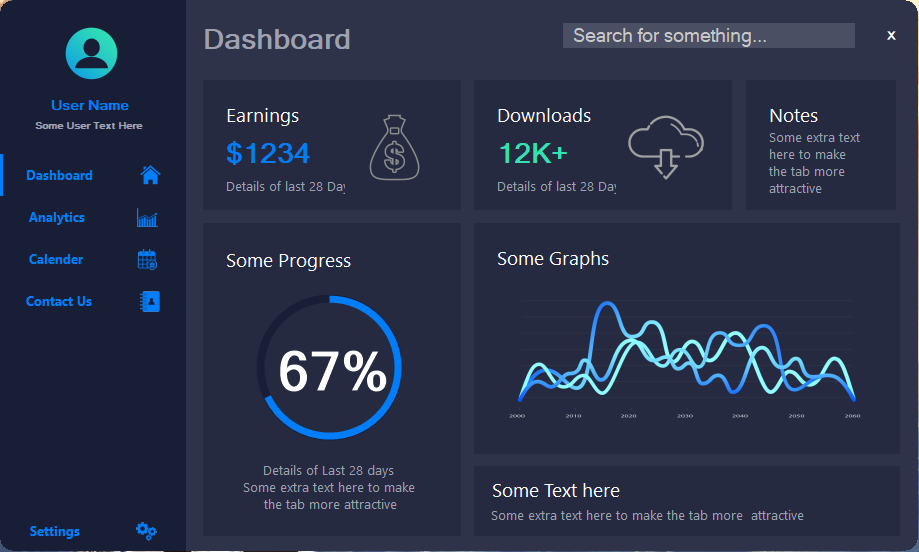 User Name
Some User Text Here
Dashboard
Analytics
Calender
Contact Us
Settings
Dashboard
Search for something...
x
Earnings
$1234
Details of last 28 Day
Downloads
12K+
Details of last 28 Day
Notes
Some extra text
here to make
the tab more
attractive
Some Progress
67%
Details of Last 28 days
Some extra text here to make
the tab more attractive
Some Graphs
2000 2010 2020 2030 2040 2050 2060
Some Text here
Some extra text here to make the tab more attractive